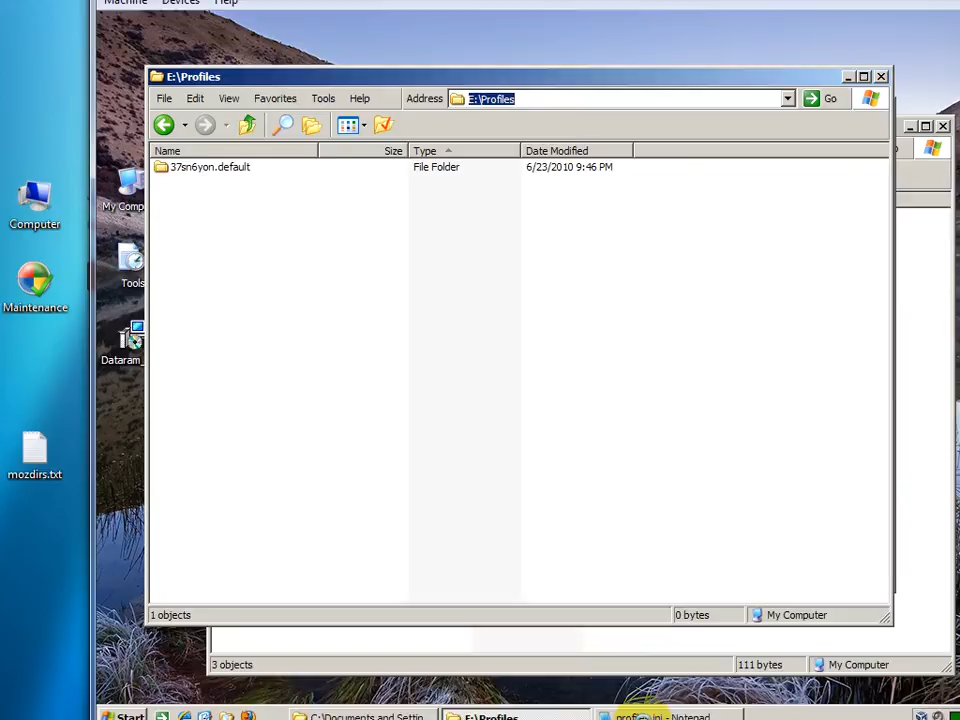 Machine Devices Help
E:\Profiles
File Edit View Favorites Tools Help Address E:\Profiles Go
Name Size Type Date Modified
37sn6yon.default File Folder 6/23/2010 9:46 PM
Computer
My Comp
Tools
Maintenance
Dataram_
mozdirs.txt
1 objects 0 bytes My Computer
3 objects 111 bytes My Computer
Start C:\Documents and Settin E:\Profiles - Notepad